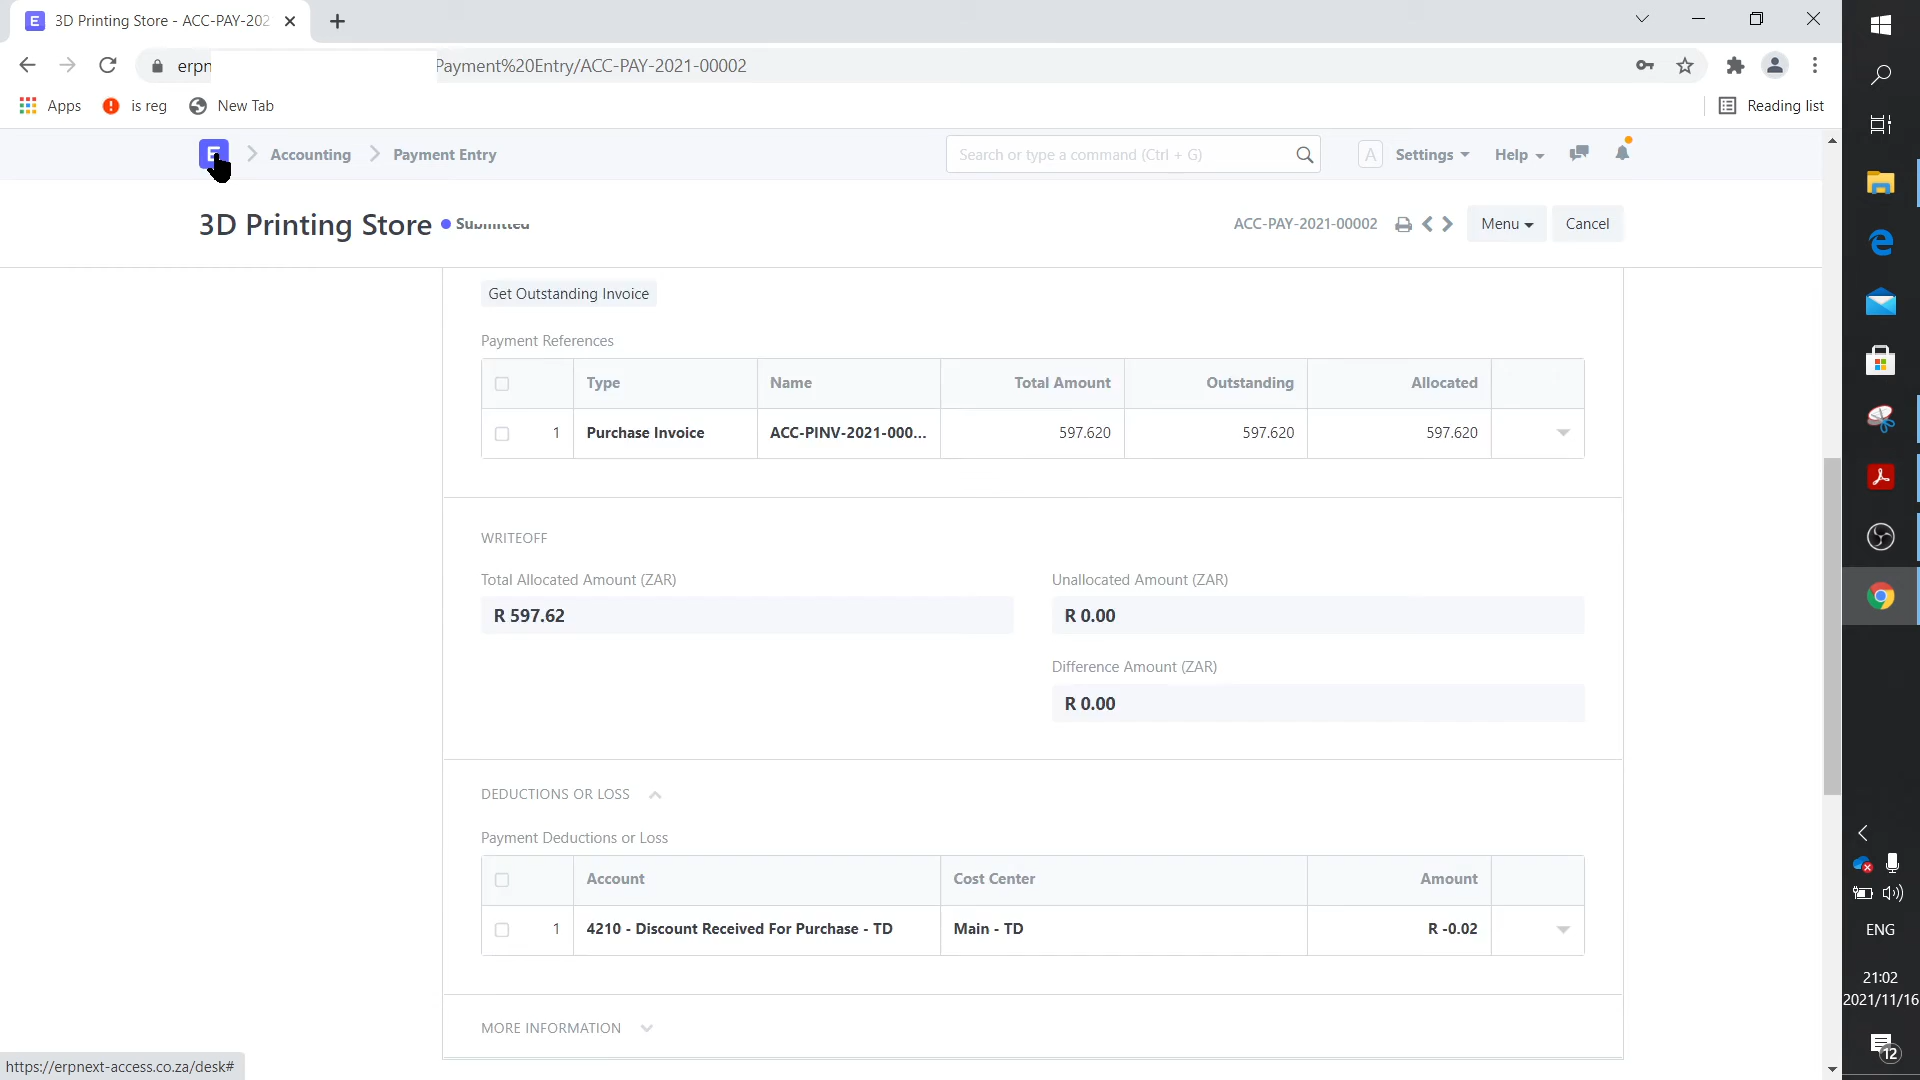 3D Printing Store - ACC-PAY-202
erpn Payment%20Entry/ACC-PAY-2021-00002
Apps is reg New Tab Reading list
E Accounting Payment Entry Search or type a command (Ctrl + G) A Settings Help
3D Printing Store Submitted ACC-PAY-2021-00002 Menu Cancel
Get Outstanding Invoice
Payment References
Type Name Total Amount Outstanding Allocated
1 Purchase Invoice ACC-PINV-2021-000... 597.620 597.620 597.620
WRITEOFF
Total Allocated Amount (ZAR) Unallocated Amount (ZAR)
R 597.62 R 0.00
Difference Amount (ZAR)
R 0.00
DEDUCTIONS OR LOSS
Payment Deductions or Loss
Account Cost Center Amount
1 4210 - Discount Received For Purchase - TD Main - TD R -0.02
MORE INFORMATION
https://erpnext-access.co.za/desk#
ENG
21:02
2021/11/16
12